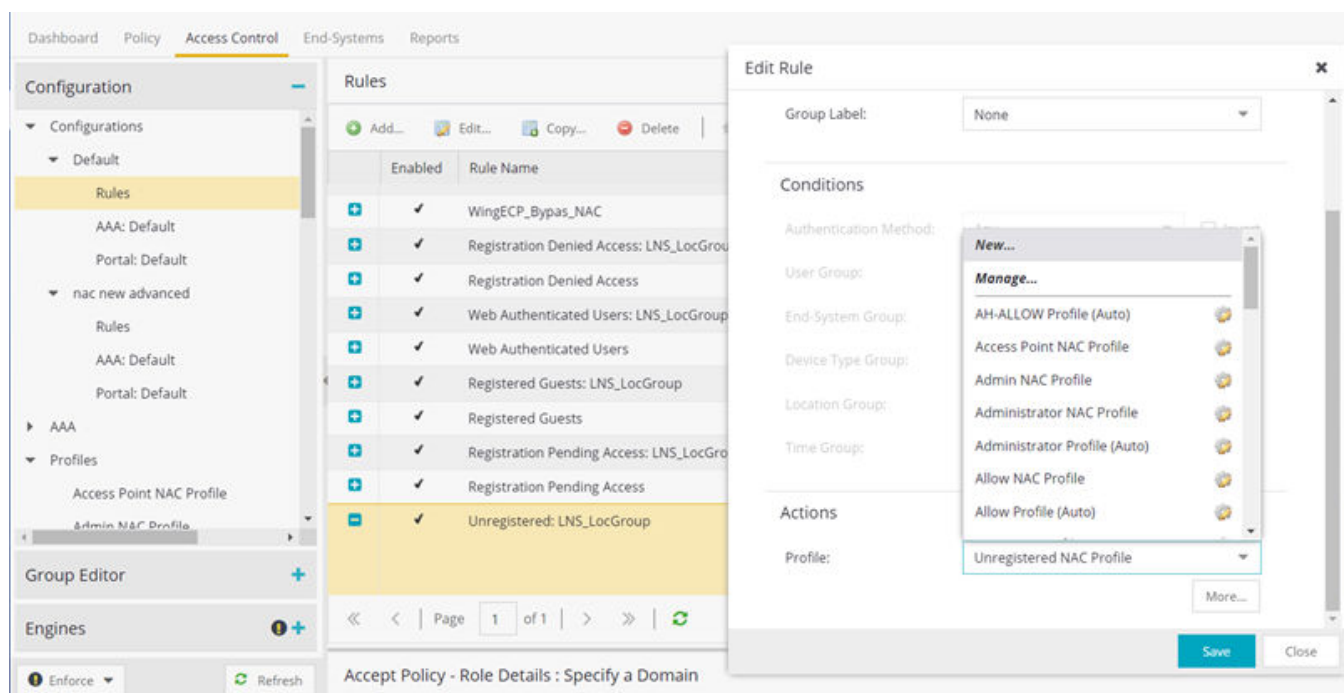 Dashboard Policy Access Control End-Systems Reports
Configuration
Configurations
Default
Rules
AAA: Default
Portal: Default
nac new advanced
Rules
AAA: Default
Portal: Default
AAA
Profiles
Access Point NAC Profile
Admin NAC Profile
Group Editor
Engines
Enforce
Refresh
Rules
Add... Edit... Copy... Delete
Enabled Rule Name
WingECP_Bypas_NAC
Registration Denied Access: LNS_LocGrou
Registration Denied Access
Web Authenticated Users: LNS_LocGroup
Web Authenticated Users
Registered Guests: LNS_LocGroup
Registered Guests
Registration Pending Access: LNS_LocGro
Registration Pending Access
Unregistered: LNS_LocGroup
Page 1 of 1
Accept Policy - Role Details : Specify a Domain
Edit Rule
Group Label: None
Conditions
Authentication Method:
User Group:
End-System Group:
Device Type Group:
Location Group:
Time Group:
New...
Manage...
AH-ALLOW Profile (Auto)
Access Point NAC Profile
Admin NAC Profile
Administrator NAC Profile
Administrator Profile (Auto)
Allow NAC Profile
Allow Profile (Auto)
Actions
Profile: Unregistered NAC Profile
More...
Save Close